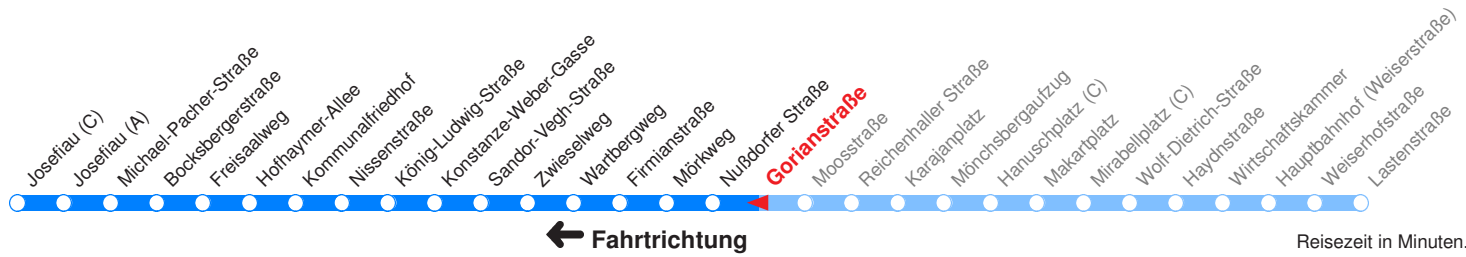 Josefiau (C)
Josefiau (A)
Michael-Pacher-Straße
Bocksbergerstraße
Freisaalweg
Hofhaymer-Allee
Kommunalfriedhof
Nissenstraße
König-Ludwig-Straße
Konstanze-Weber-Gasse
Sandor-Vegh-Straße
Zwieselweg
Wartbergweg
Firmianstraße
Mörkweg
Nußdorfer Straße
Gorianstraße
Moosstraße
Reichenhaller Straße
Karajanplatz
Mönchsbergaufzug
Hanuschplatz (C)
Makartplatz
Mirabellplatz (C)
Wolf-Dietrich-Straße
Haydnstraße
Wirtschaftskammer
Hauptbahnhof (Weiserstraße)
Weiserhofstraße
Lastenstraße
Fahrtrichtung
Reisezeit in Minuten.